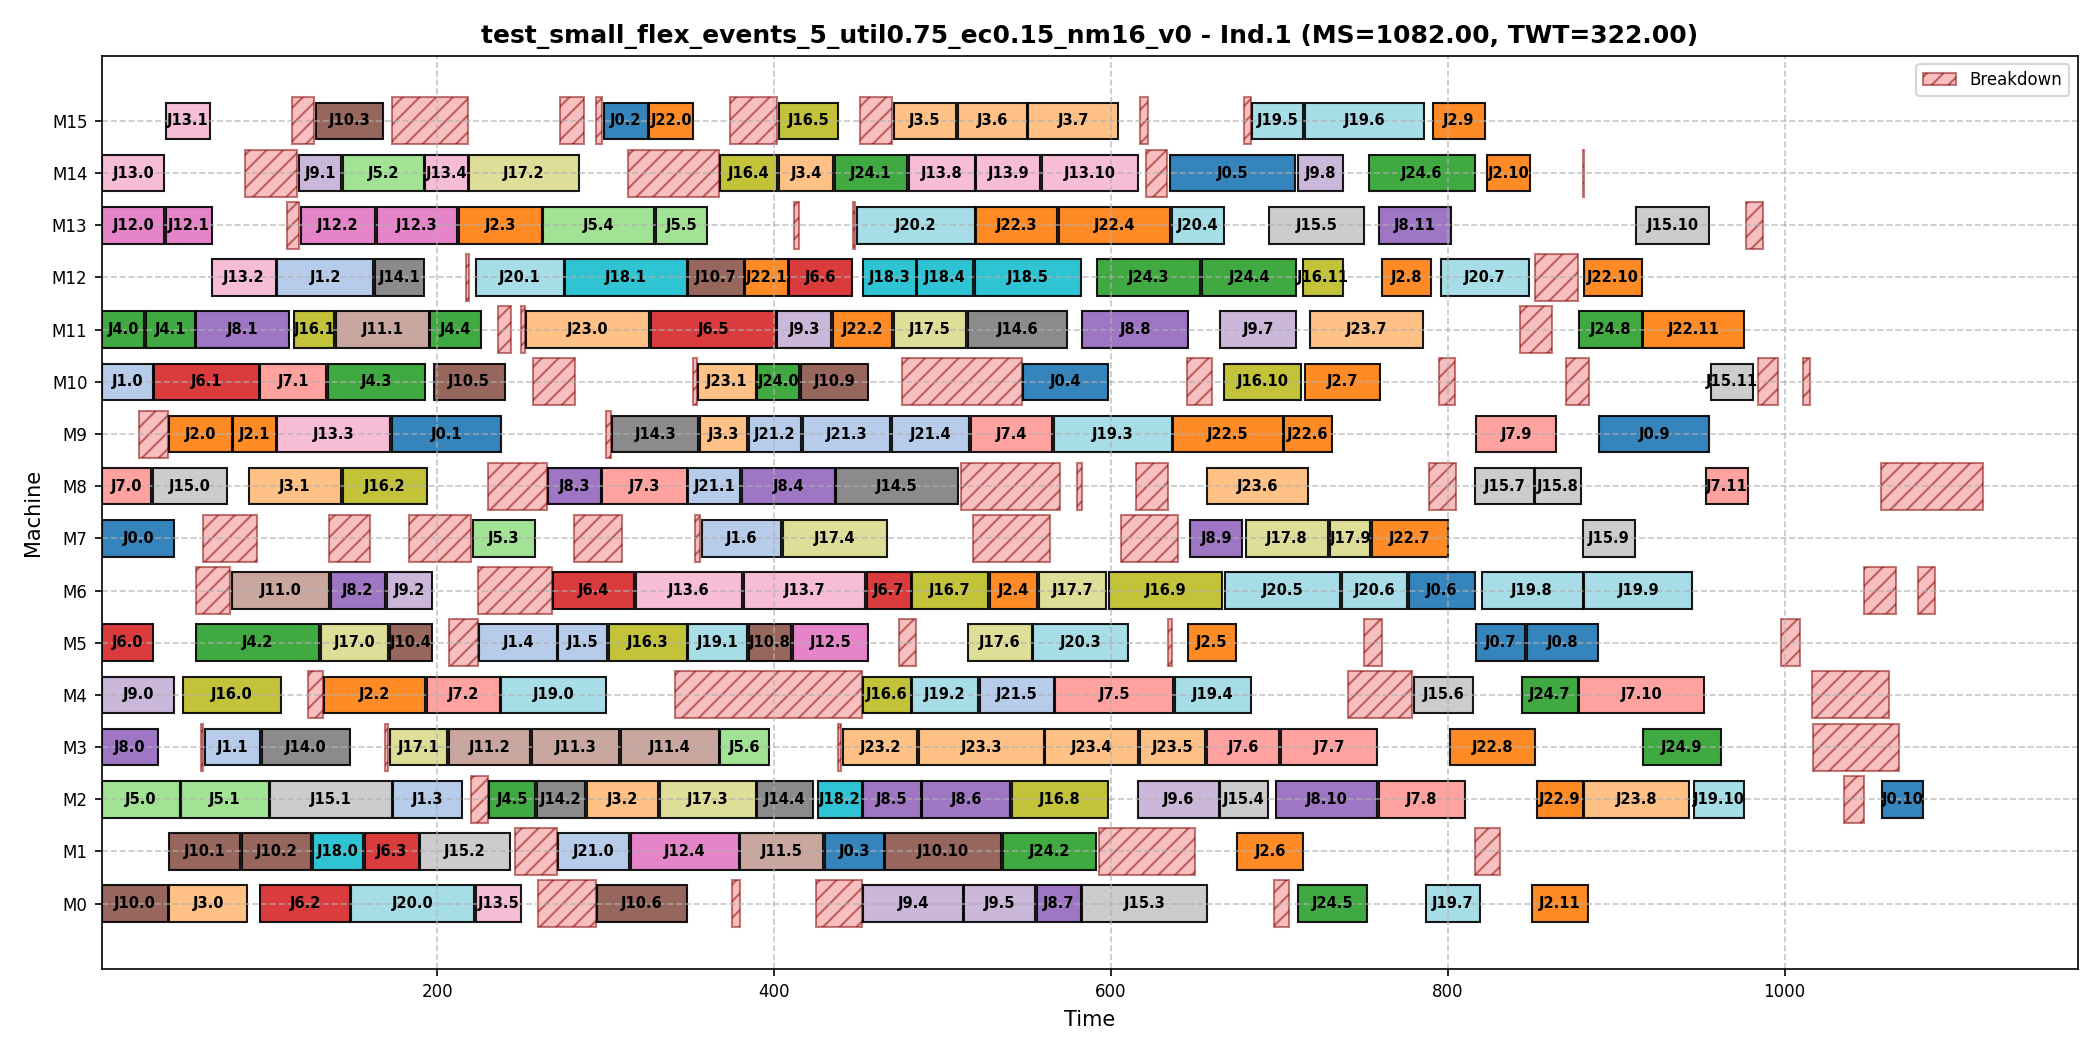 test_small_flex_events_5_util0.75_ec0.15_nm16_v0 - Ind.1 (MS=1082.00, TWT=322.00)
Breakdown
M15 J13.1 J10.3 J0.2 J22.0 J16.5 J3.5 J3.6 J3.7 J19.5 J19.6 J2.9
M14 J13.0 J9.1 J5.2 J13.4 J17.2 J16.4 J3.4 J24.1 J13.8 J13.9 J13.10 J0.5 J9.8 J24.6 J2.10
M13 J12.0 J12.1 J12.2 J12.3 J2.3 J5.4 J5.5 J20.2 J22.3 J22.4 J20.4 J15.5 J8.11 J15.10
M12 J13.2 J1.2 J14.1 J20.1 J18.1 J10.7 J22.1 J6.6 J18.3 J18.4 J18.5 J24.3 J24.4 J16.11 J2.8 J20.7 J22.10
M11 J4.0 J4.1 J8.1 J16.1 J11.1 J4.4 J23.0 J6.5 J9.3 J22.2 J17.5 J14.6 J8.8 J9.7 J23.7 J24.8 J22.11
M10 J1.0 J6.1 J7.1 J4.3 J10.5 J23.1 J24.0 J10.9 J0.4 J16.10 J2.7 J15.11
M9 J2.0 J2.1 J13.3 J0.1 J14.3 J3.3 J21.2 J21.3 J21.4 J7.4 J19.3 J22.5 J22.6 J7.9 J0.9
M8 J7.0 J15.0 J3.1 J16.2 J8.3 J7.3 J21.1 J8.4 J14.5 J23.6 J15.7 J15.8 J7.11
M7 J0.0 J5.3 J1.6 J17.4 J8.9 J17.8 J17.9 J22.7 J15.9
M6 J11.0 J8.2 J9.2 J6.4 J13.6 J13.7 J6.7 J16.7 J2.4 J17.7 J16.9 J20.5 J20.6 J0.6 J19.8 J19.9
M5 J6.0 J4.2 J17.0 J10.4 J1.4 J1.5 J16.3 J19.1 J10.8 J12.5 J17.6 J20.3 J2.5 J0.7 J0.8
M4 J9.0 J16.0 J2.2 J7.2 J19.0 J16.6 J19.2 J21.5 J7.5 J19.4 J15.6 J24.7 J7.10
M3 J8.0 J1.1 J14.0 J17.1 J11.2 J11.3 J11.4 J5.6 J23.2 J23.3 J23.4 J23.5 J7.6 J7.7 J22.8 J24.9
M2 J5.0 J5.1 J15.1 J1.3 J4.5 J14.2 J3.2 J17.3 J14.4 J18.2 J8.5 J8.6 J16.8 J9.6 J15.4 J8.10 J7.8 J22.9 J23.8 J19.10 J0.10
M1 J10.1 J10.2 J18.0 J6.3 J15.2 J21.0 J12.4 J11.5 J0.3 J10.10 J24.2 J2.6
M0 J10.0 J3.0 J6.2 J20.0 J13.5 J10.6 J9.4 J9.5 J8.7 J15.3 J24.5 J19.7 J2.11
Machine
200 400 600 800 1000
Time